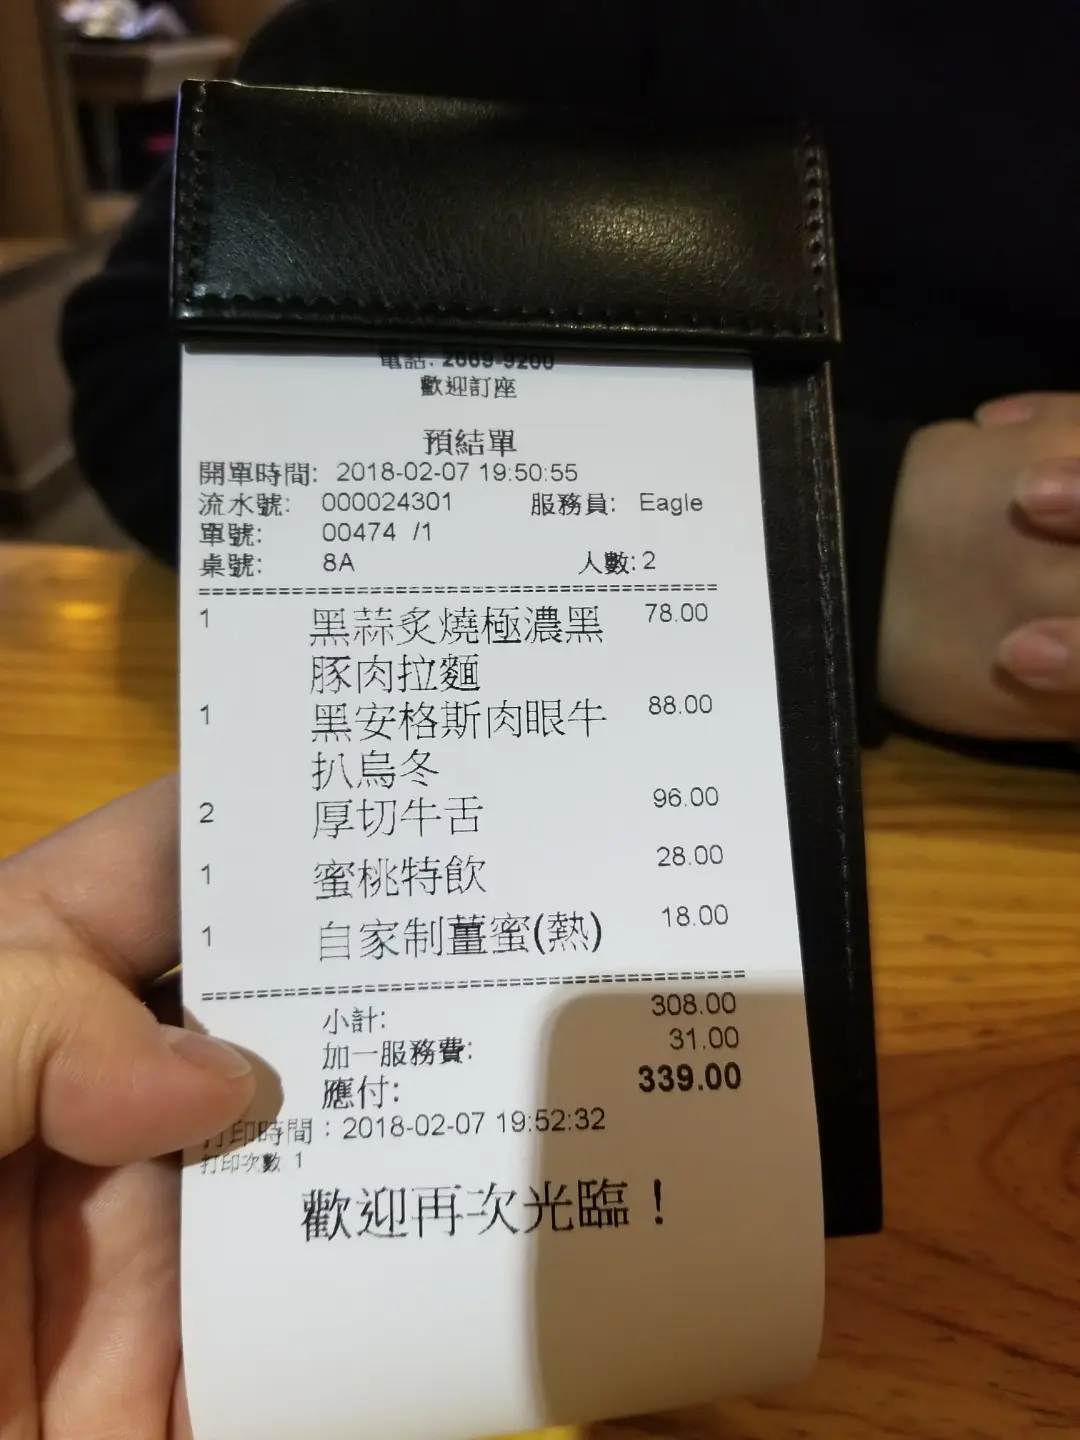 電話: 2669-9200
歡迎訂座
預結單
開單時間: 2018-02-07 19:50:55
流水號: 000024301 服務員: Eagle
單號: 00474 /1
桌號: 8A 人數: 2
1 黑蒜炙燒極濃黑 78.00
豚肉拉麵
1 黑安格斯肉眼牛 88.00
扒烏冬
2 厚切牛舌 96.00
1 蜜桃特飲 28.00
1 自家制薑蜜(熱) 18.00
小計: 308.00
加一服務費: 31.00
應付: 339.00
打印時間：2018-02-07 19:52:32
打印次數 1
歡迎再次光臨！